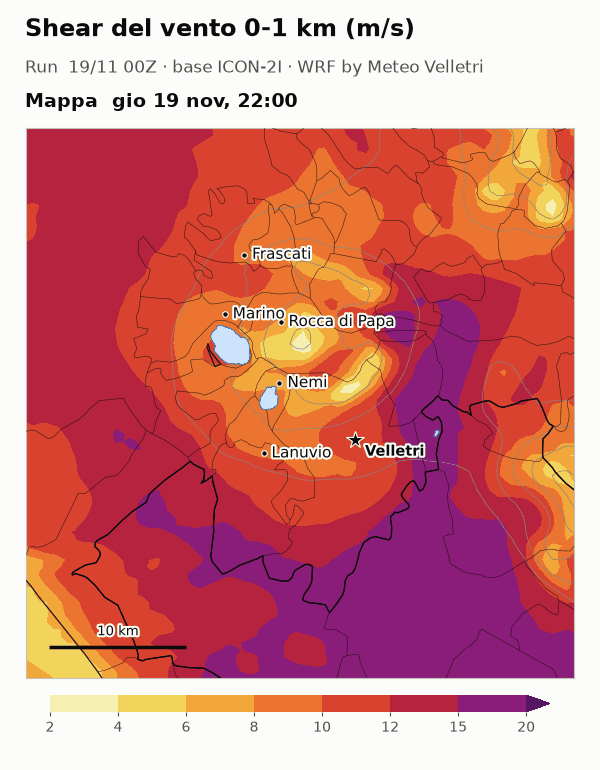 Shear del vento 0-1 km (m/s)
Run  19/11 00Z · base ICON-2I · WRF by Meteo Velletri
Mappa  gio 19 nov, 22:00
Frascati
Marino
Rocca di Papa
Nemi
Velletri
Lanuvio
10 km
2 4 6 8 10 12 15 20